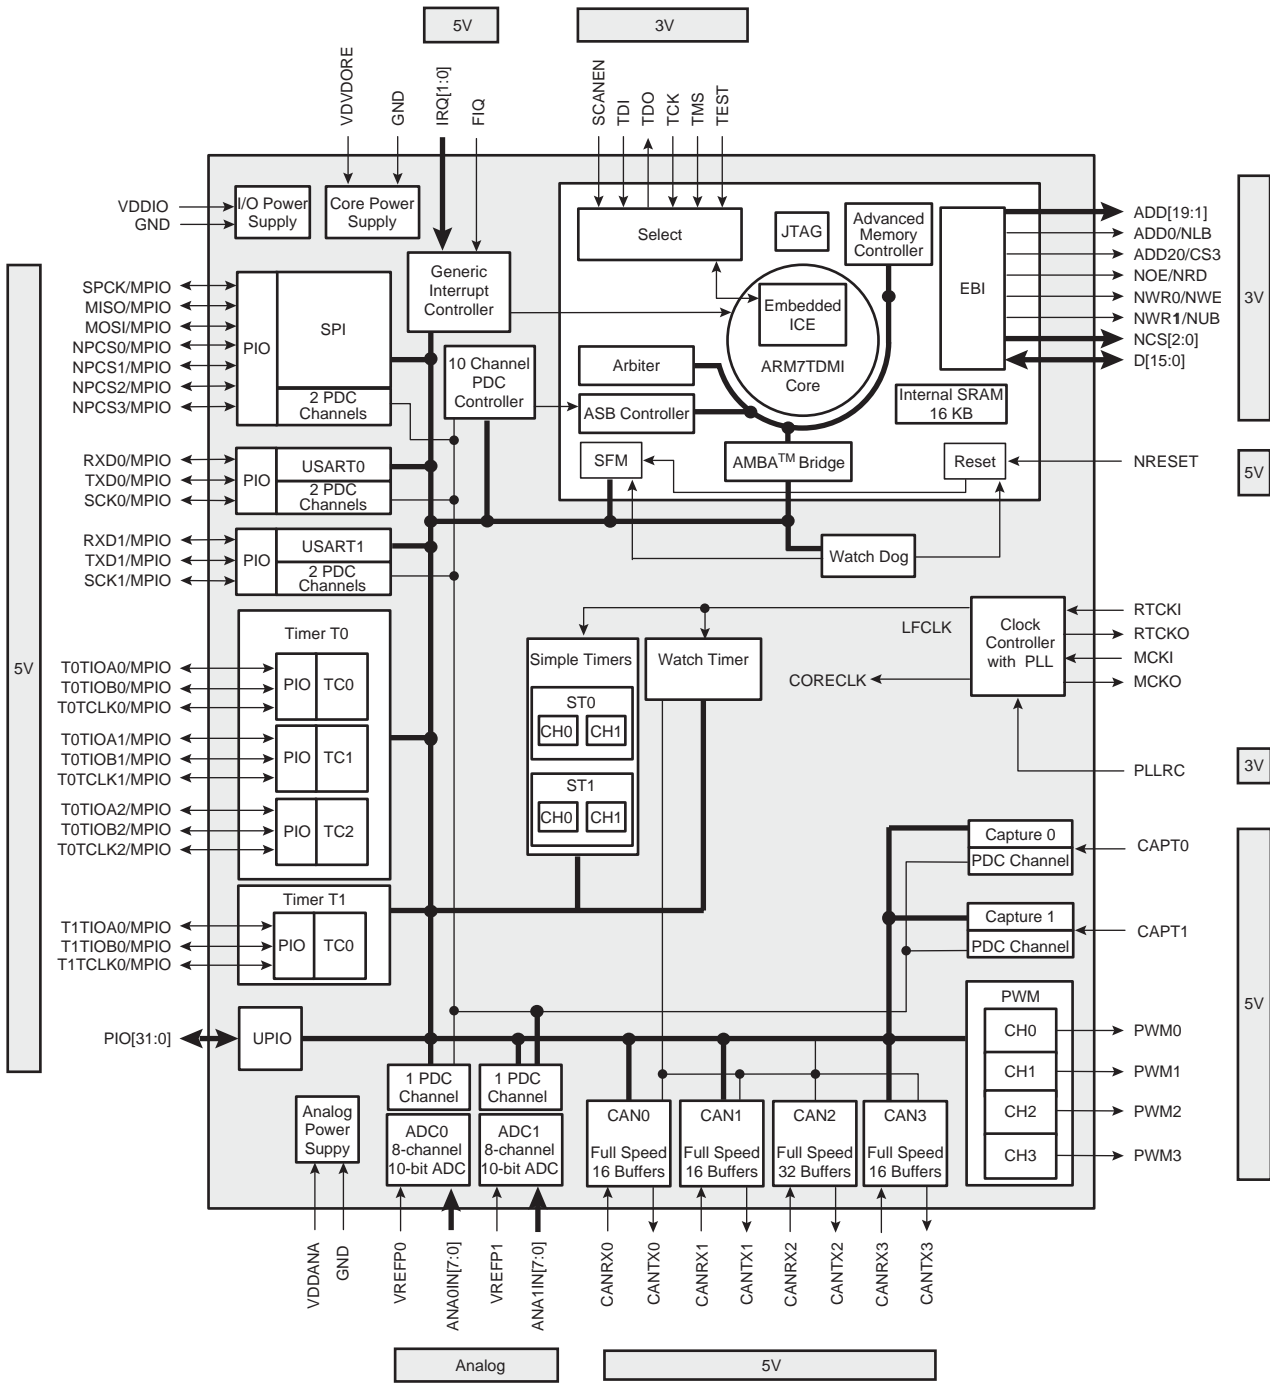 5V
3V
VDVDORE
GND
IRQ[1:0]
FIQ
SCANEN
TDI
TDO
TCK
TMS
TEST
VDDIO
GND
I/O Power
Supply
Core Power
Supply
Generic
Interrupt
Controller
Select
JTAG
Advanced
Memory
Controller
EBI
Embedded
ICE
ARM7TDMI
Core
Arbiter
ASB Controller
Internal SRAM
16 KB
SFM
AMBA™ Bridge
Reset
Watch Dog
10 Channel
PDC
Controller
ADD[19:1]
ADD0/NLB
ADD20/CS3
NOE/NRD
NWR0/NWE
NWR1/NUB
NCS[2:0]
D[15:0]
NRESET
3V
5V
5V
SPCK/MPIO
MISO/MPIO
MOSI/MPIO
NPCS0/MPIO
NPCS1/MPIO
NPCS2/MPIO
NPCS3/MPIO
PIO
SPI
2 PDC
Channels
RXD0/MPIO
TXD0/MPIO
SCK0/MPIO
PIO
USART0
2 PDC
Channels
RXD1/MPIO
TXD1/MPIO
SCK1/MPIO
PIO
USART1
2 PDC
Channels
Timer T0
T0TIOA0/MPIO
T0TIOB0/MPIO
T0TCLK0/MPIO
PIO
TC0
T0TIOA1/MPIO
T0TIOB1/MPIO
T0TCLK1/MPIO
PIO
TC1
T0TIOA2/MPIO
T0TIOB2/MPIO
T0TCLK2/MPIO
PIO
TC2
Timer T1
T1TIOA0/MPIO
T1TIOB0/MPIO
T1TCLK0/MPIO
PIO
TC0
Simple Timers
ST0
CH0
CH1
ST1
CH0
CH1
Watch Timer
LFCLK
CORECLK
Clock
Controller
with PLL
RTCKI
RTCKO
MCKI
MCKO
PLLRC
3V
Capture 0
PDC Channel
CAPT0
Capture 1
PDC Channel
CAPT1
PWM
CH0
CH1
CH2
CH3
PWM0
PWM1
PWM2
PWM3
5V
PIO[31:0]
UPIO
Analog
Power
Suppy
1 PDC
Channel
ADC0
8-channel
10-bit ADC
1 PDC
Channel
ADC1
8-channel
10-bit ADC
CAN0
Full Speed
16 Buffers
CAN1
Full Speed
16 Buffers
CAN2
Full Speed
32 Buffers
CAN3
Full Speed
16 Buffers
VDDANA
GND
VREFP0
ANA0IN[7:0]
VREFP1
ANA1IN[7:0]
CANRX0
CANTX0
CANRX1
CANTX1
CANRX2
CANTX2
CANRX3
CANTX3
Analog
5V